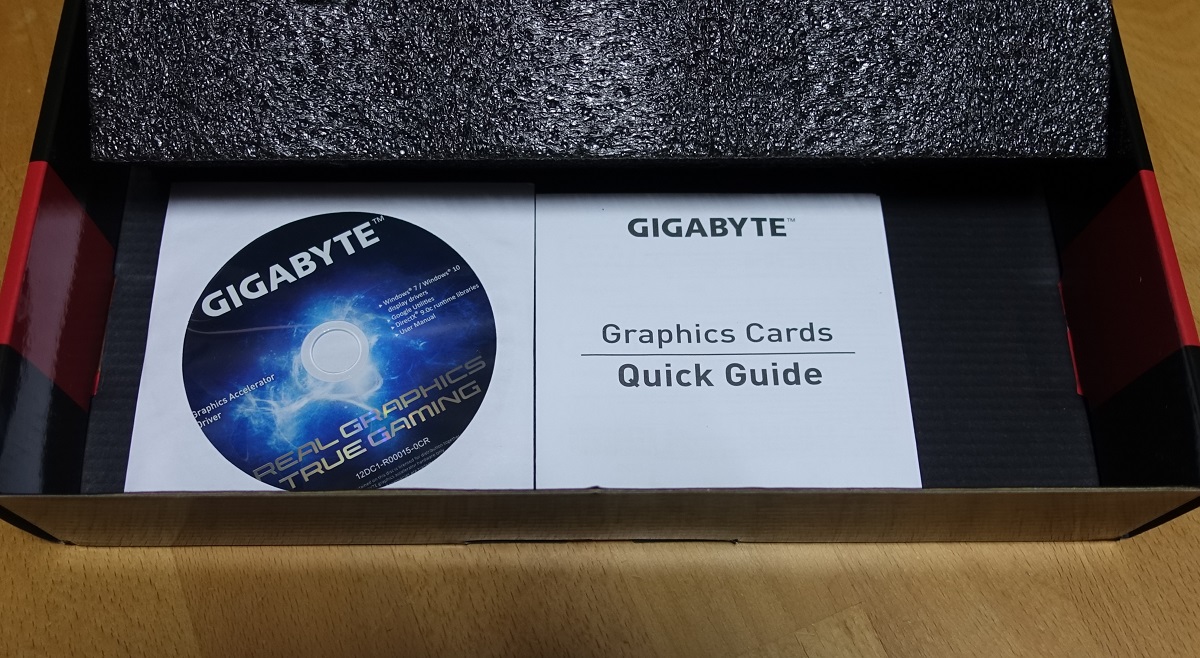 GIGABYTE™
• Windows® 7 / Windows® 10
display drivers
• Google Utilities
• DirectX® 9.0c runtime libraries
• User Manual
Graphics Accelerator
Driver
REAL GRAPHICS
TRUE GAMING
12DC1-R00015-0CR
GIGABYTE™
Graphics Cards
Quick Guide